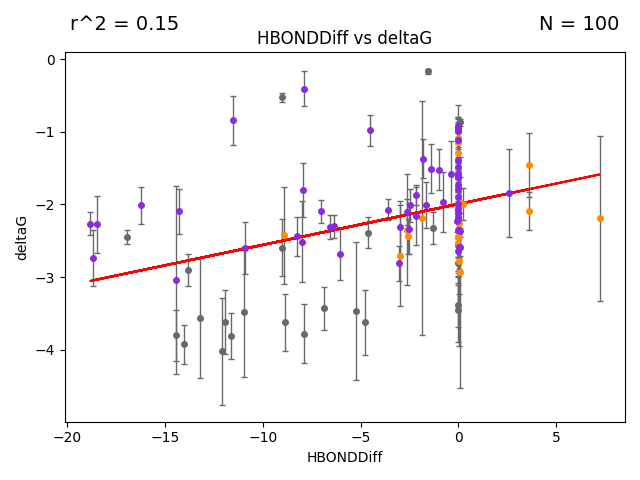 r^2 = 0.15
N = 100
HBONDDiff vs deltaG
0
−1
−2
−3
−4
deltaG
−20
−15
−10
−5
0
5
HBONDDiff